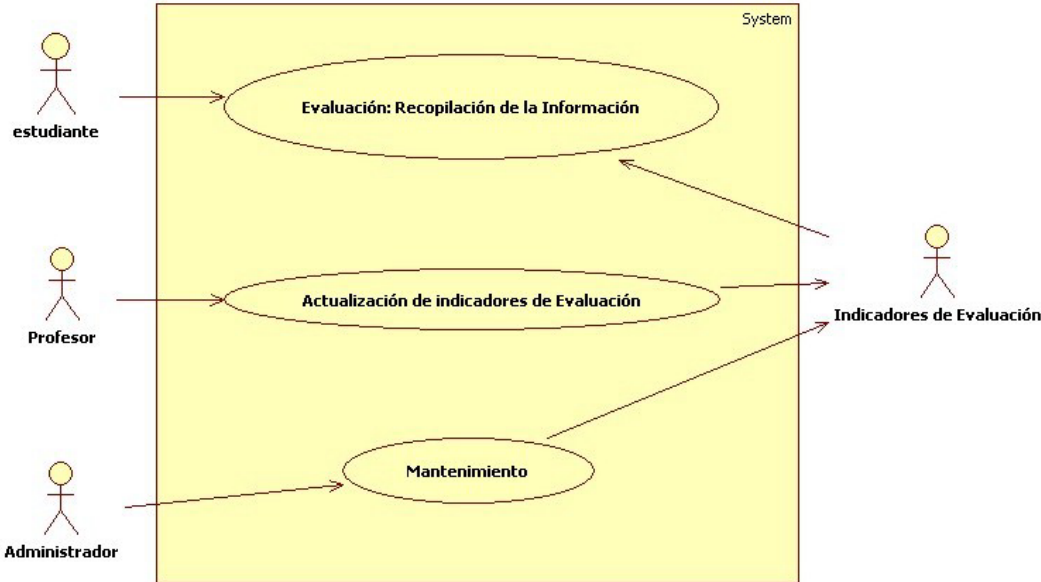 System
estudiante
Evaluación: Recopilación de la Información
Profesor
Actualización de indicadores de Evaluación
Indicadores de Evaluación
Administrador
Mantenimiento